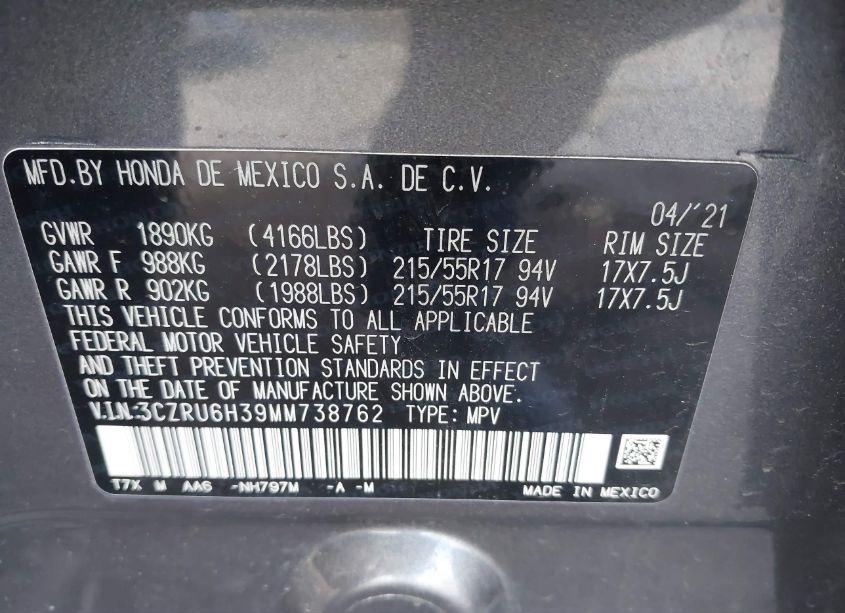 MFD.BY HONDA DE MEXICO S.A. DE C.V.
04/'21
GVWR 1890KG (4166LBS) TIRE SIZE RIM SIZE
GAWR F 988KG (2178LBS) 215/55R17 94V 17X7.5J
GAWR R 902KG (1988LBS) 215/55R17 94V 17X7.5J
THIS VEHICLE CONFORMS TO ALL APPLICABLE
FEDERAL MOTOR VEHICLE SAFETY
AND THEFT PREVENTION STANDARDS IN EFFECT
ON THE DATE OF MANUFACTURE SHOWN ABOVE.
V.I.N:3CZRU6H39MM738762 TYPE: MPV
T7X M AA6 -NH797M -A -M
MADE IN MEXICO